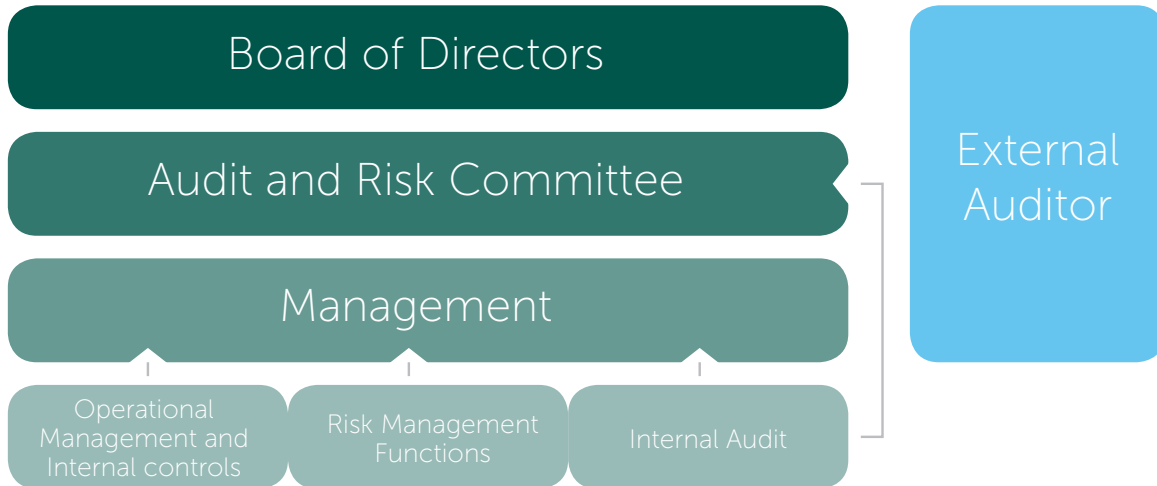 Board of Directors
Audit and Risk Committee
External
Auditor
Management
Operational
Management and
Internal controls
Risk Management
Functions
Internal Audit